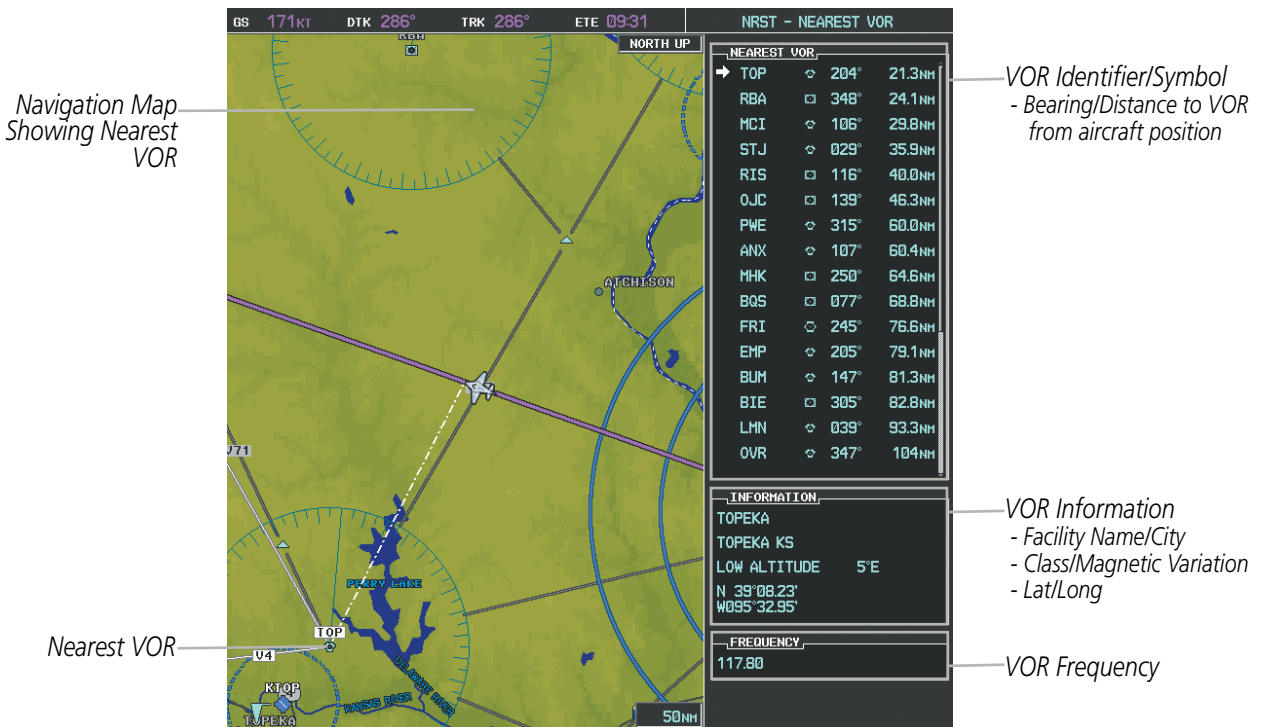 GS 171KT DTK 286° TRK 286° ETE 09:31
NRST – NEAREST VOR
NORTH UP
Navigation Map
Showing Nearest
VOR
ATCHISON
V71
PERRY LAKE
TOP
V4
DELAWARE RIVER
KANSAS RIVER
KTOP
TOPEKA
50NM
Nearest VOR
NEAREST VOR
TOP 204° 21.3NM
RBA 348° 24.1NM
MCI 106° 29.8NM
STJ 029° 35.9NM
RIS 116° 40.0NM
OJC 139° 46.3NM
PWE 315° 60.0NM
ANX 107° 60.4NM
MHK 250° 64.6NM
BQS 077° 68.8NM
FRI 245° 76.6NM
EMP 205° 79.1NM
BUM 147° 81.3NM
BIE 305° 82.8NM
LMN 039° 93.3NM
OVR 347° 104NM
VOR Identifier/Symbol
- Bearing/Distance to VOR
from aircraft position
INFORMATION
TOPEKA
TOPEKA KS
LOW ALTITUDE 5°E
N 39°08.23'
W095°32.95'
VOR Information
- Facility Name/City
- Class/Magnetic Variation
- Lat/Long
FREQUENCY
117.80
VOR Frequency